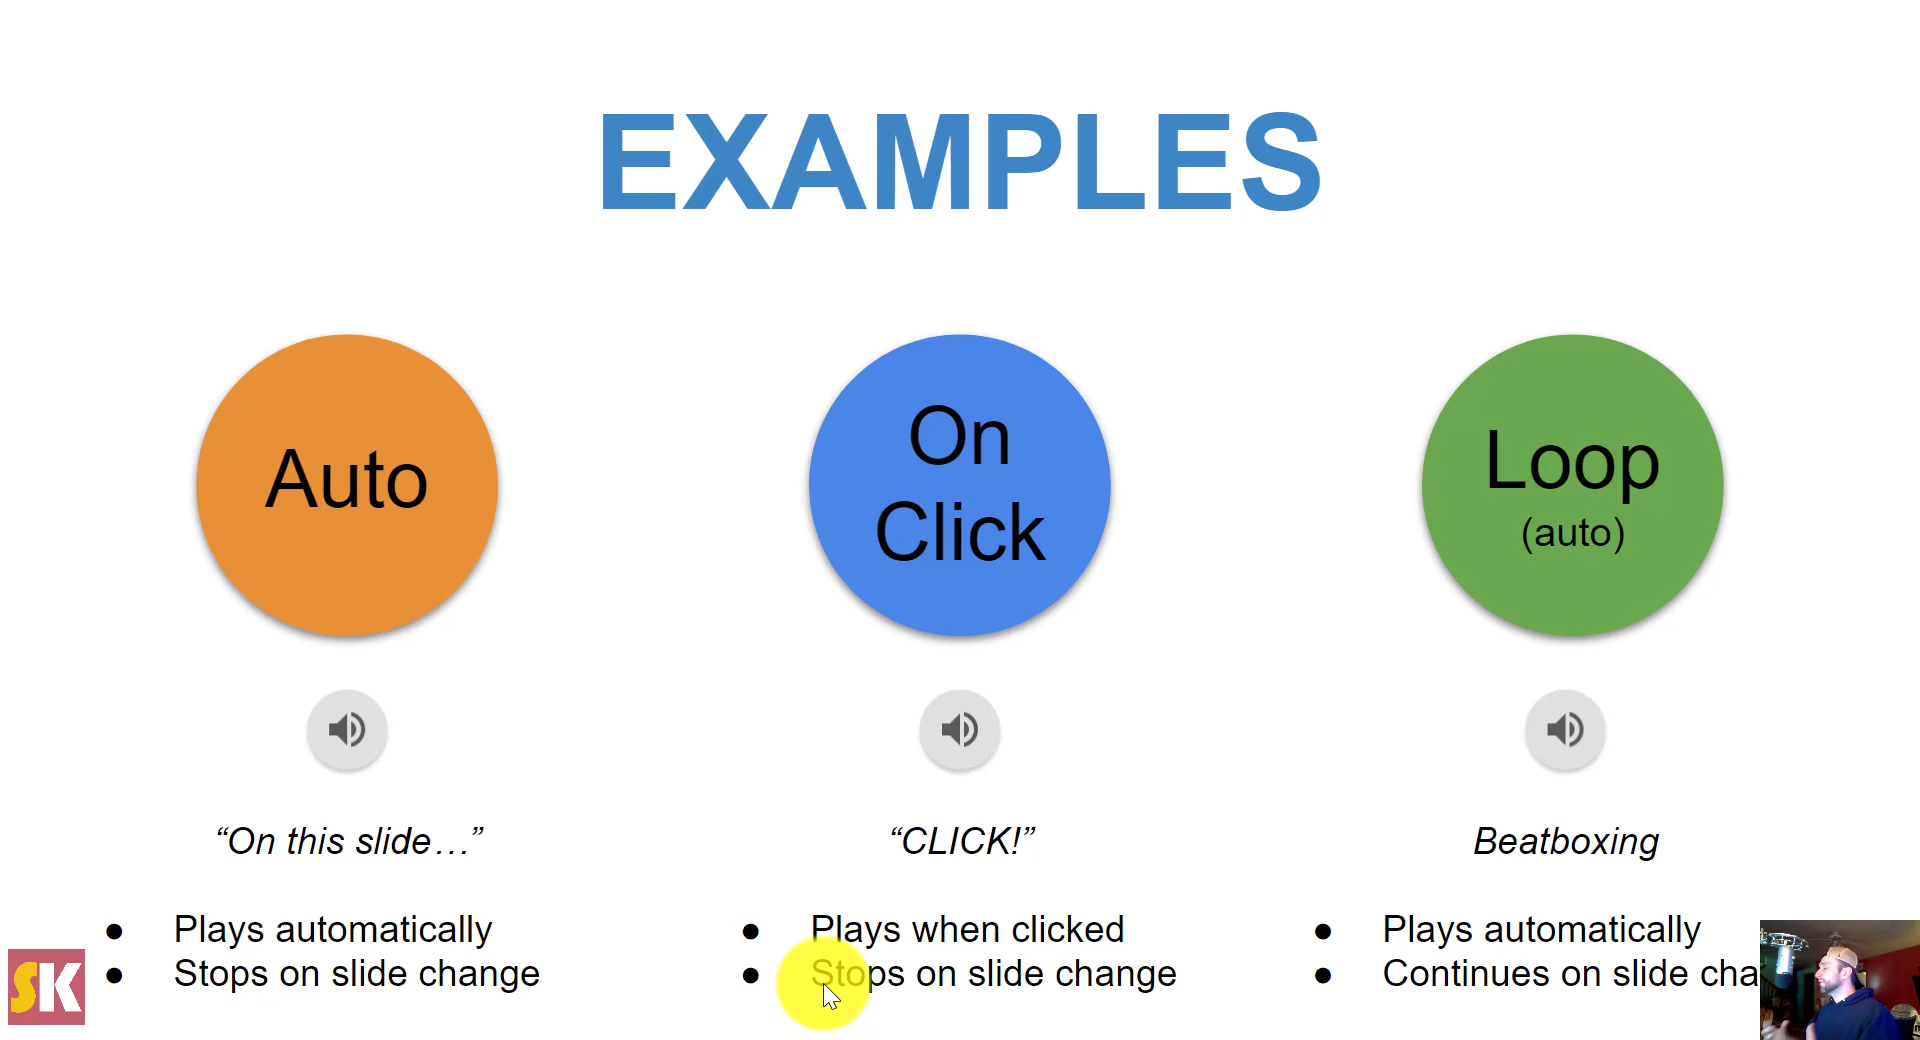 EXAMPLES
Auto
On
Click
Loop
(auto)
“On this slide…”
“CLICK!”
Beatboxing
● Plays automatically
● Stops on slide change
● Plays when clicked
● Stops on slide change
● Plays automatically
● Continues on slide cha
SK